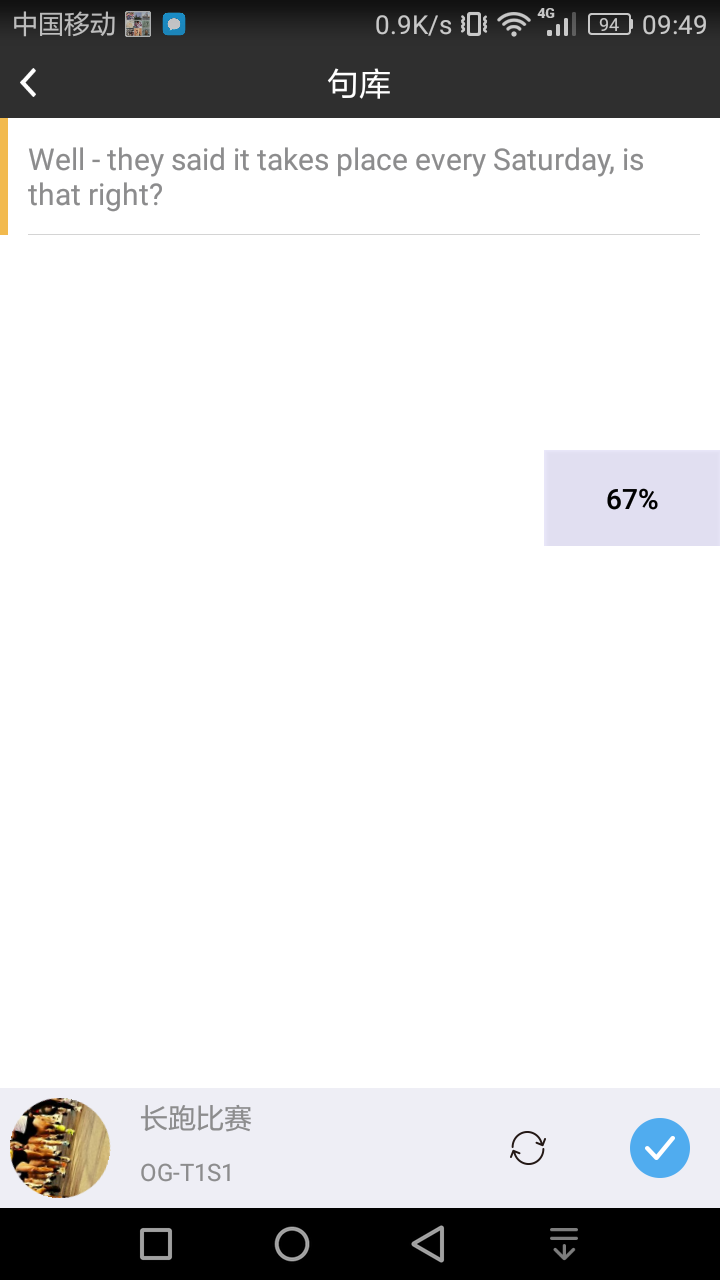 中国移动 0.9K/s 4G 94 09:49
句库
Well - they said it takes place every Saturday, is
that right?
67%
长跑比赛
OG-T1S1